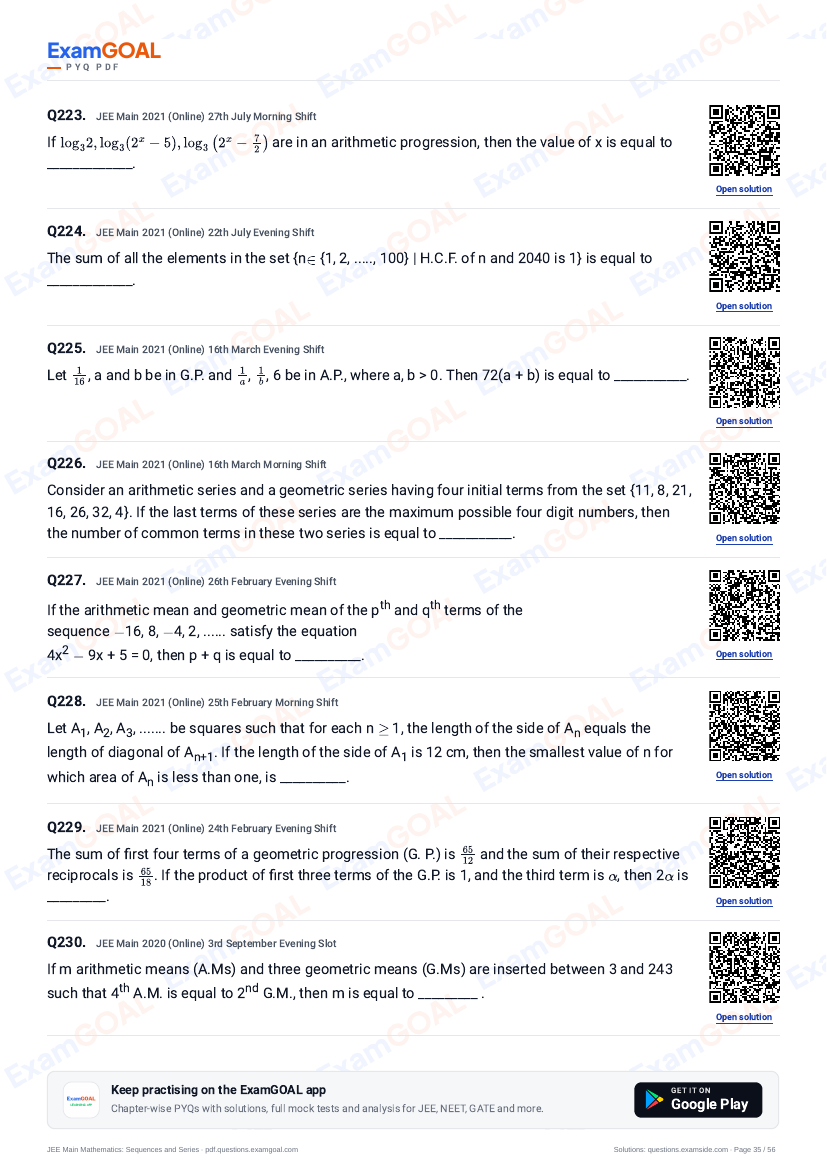 ExamGOAL
PYQ PDF
Q223. JEE Main 2021 (Online) 27th July Morning Shift
If log₃2, log₃(2ˣ − 5), log₃(2ˣ − 7/2) are in an arithmetic progression, then the value of x is equal to
____________.
Open solution
Q224. JEE Main 2021 (Online) 22th July Evening Shift
The sum of all the elements in the set {n∈ {1, 2, ....., 100} | H.C.F. of n and 2040 is 1} is equal to
____________.
Open solution
Q225. JEE Main 2021 (Online) 16th March Evening Shift
Let 1/16, a and b be in G.P. and 1/a, 1/b, 6 be in A.P., where a, b > 0. Then 72(a + b) is equal to __________.
Open solution
Q226. JEE Main 2021 (Online) 16th March Morning Shift
Consider an arithmetic series and a geometric series having four initial terms from the set {11, 8, 21,
16, 26, 32, 4}. If the last terms of these series are the maximum possible four digit numbers, then
the number of common terms in these two series is equal to __________.
Open solution
Q227. JEE Main 2021 (Online) 26th February Evening Shift
If the arithmetic mean and geometric mean of the pᵗʰ and qᵗʰ terms of the
sequence −16, 8, −4, 2, ...... satisfy the equation
4x² − 9x + 5 = 0, then p + q is equal to _________.
Open solution
Q228. JEE Main 2021 (Online) 25th February Morning Shift
Let A₁, A₂, A₃, ....... be squares such that for each n ≥ 1, the length of the side of Aₙ equals the
length of diagonal of Aₙ₊₁. If the length of the side of A₁ is 12 cm, then the smallest value of n for
which area of Aₙ is less than one, is _________.
Open solution
Q229. JEE Main 2021 (Online) 24th February Evening Shift
The sum of first four terms of a geometric progression (G. P.) is 65/12 and the sum of their respective
reciprocals is 65/18. If the product of first three terms of the G.P. is 1, and the third term is α, then 2α is
________.
Open solution
Q230. JEE Main 2020 (Online) 3rd September Evening Slot
If m arithmetic means (A.Ms) and three geometric means (G.Ms) are inserted between 3 and 243
such that 4ᵗʰ A.M. is equal to 2ⁿᵈ G.M., then m is equal to ________ .
Open solution
ExamGOAL
Keep practising on the ExamGOAL app
Chapter-wise PYQs with solutions, full mock tests and analysis for JEE, NEET, GATE and more.
GET IT ON
Google Play
JEE Main Mathematics: Sequences and Series · pdf.questions.examgoal.com
Solutions: questions.examside.com · Page 35 / 56